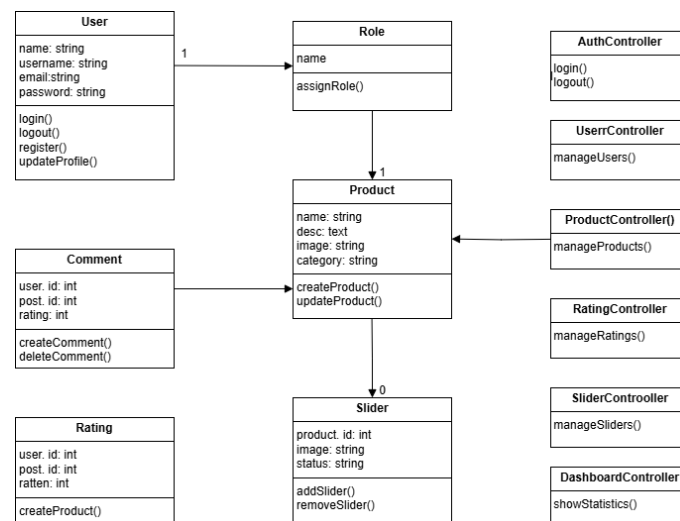 User
name: string
username: string
email:string
password: string
login()
logout()
register()
updateProfile()
1
Role
name
assignRole()
1
Product
name: string
desc: text
image: string
category: string
createProduct()
updateProduct()
0
Slider
product. id: int
image: string
status: string
addSlider()
removeSlider()
Comment
user. id: int
post. id: int
rating: int
createComment()
deleteComment()
Rating
user. id: int
post. id: int
ratten: int
createProduct()
AuthController
login()
logout()
UserrController
manageUsers()
ProductController()
manageProducts()
RatingController
manageRatings()
SliderControoller
manageSliders()
DashboardController
showStatistics()